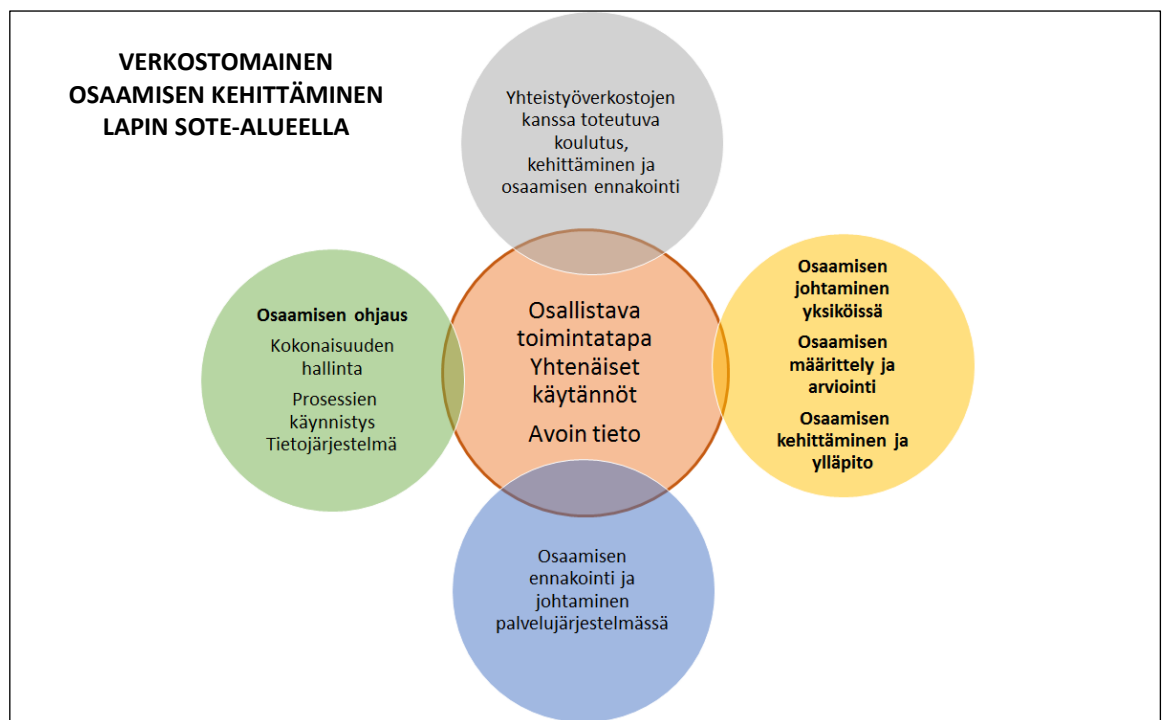 VERKOSTOMAINEN
OSAAMISEN KEHITTÄMINEN
LAPIN SOTE-ALUEELLA
Yhteistyöverkostojen
kanssa toteutuva
koulutus,
kehittäminen ja
osaamisen ennakointi
Osaamisen ohjaus
Kokonaisuuden
hallinta
Prosessien
käynnistys
Tietojärjestelmä
Osallistava
toimintatapa
Yhtenäiset
käytännöt
Avoin tieto
Osaamisen
johtaminen
yksiköissä
Osaamisen
määrittely ja
arviointi
Osaamisen
kehittäminen ja
ylläpito
Osaamisen
ennakointi ja
johtaminen
palvelujärjestelmässä